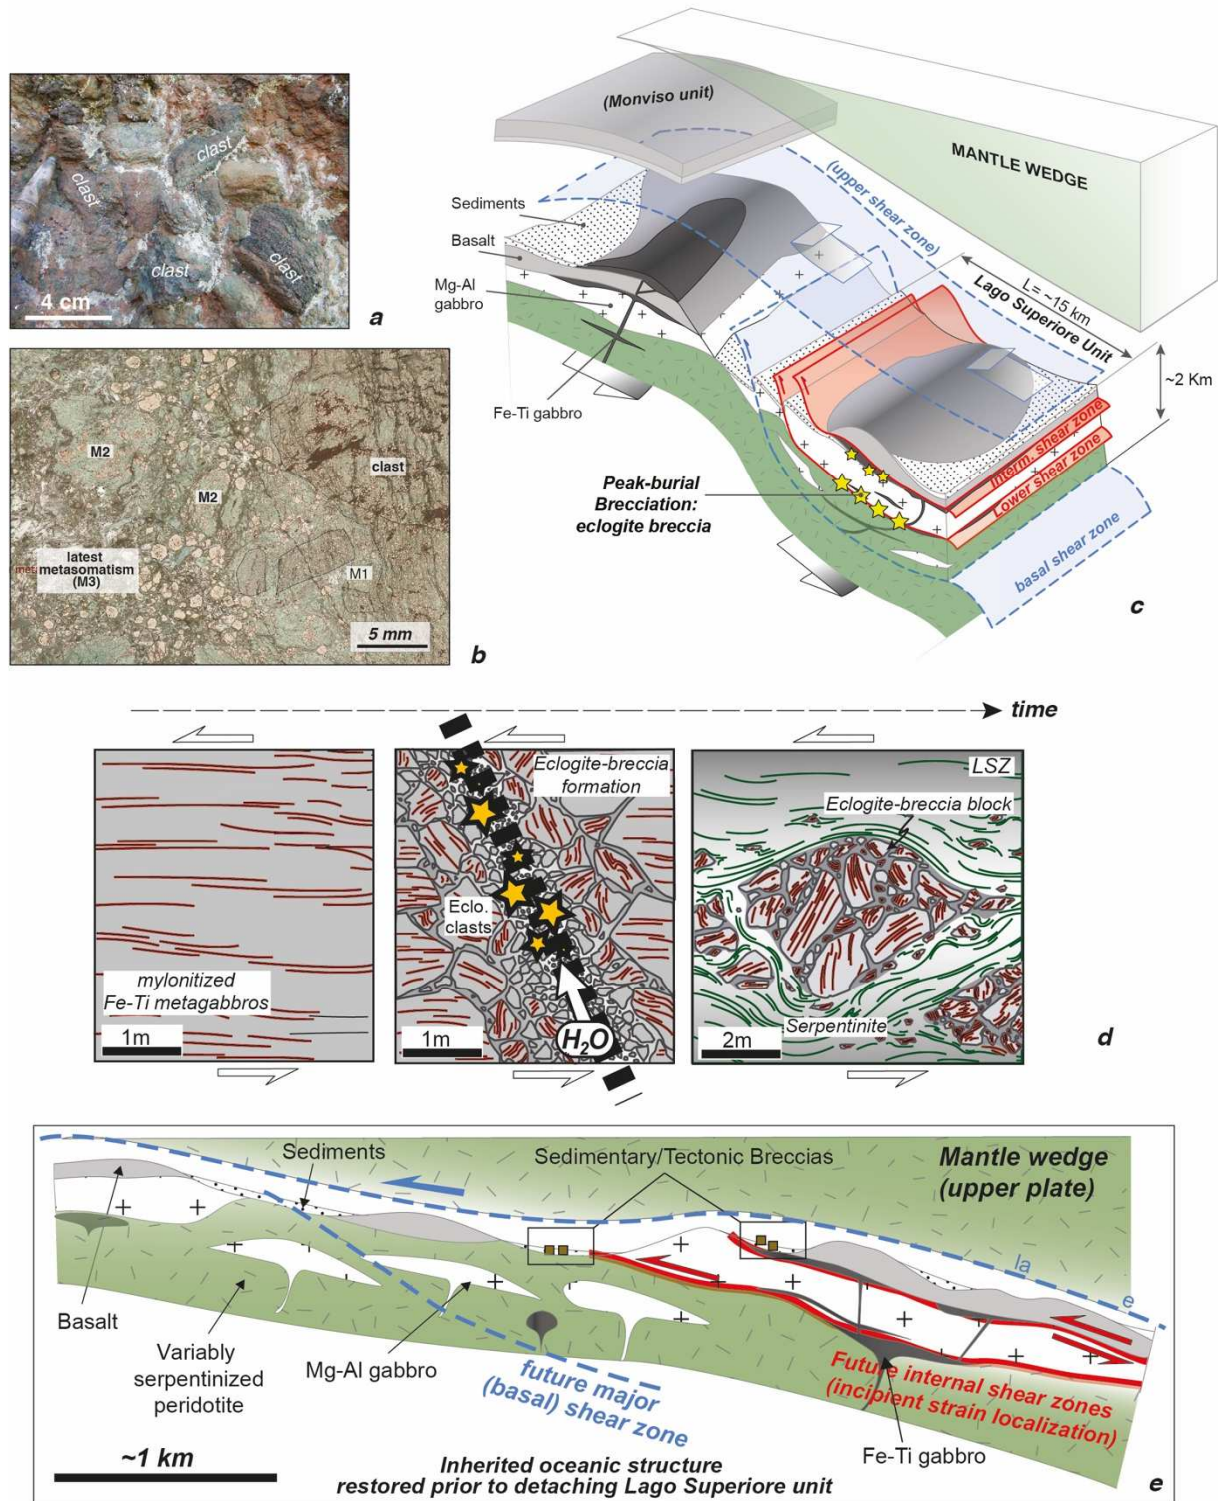 clast
clast
clast
clast
4 cm
a
M2
M2
clast
latest
metasomatism
(M3)
M1
5 mm
b
(Monviso unit)
MANTLE WEDGE
(upper shear zone)
Sediments
Basalt
Mg-Al
gabbro
Fe-Ti gabbro
L= ~15 km
Lago Superiore Unit
~2 Km
Interm. shear zone
Lower shear zone
Peak-burial
Brecciation:
eclogite breccia
basal shear zone
c
time
mylonitized
Fe-Ti metagabbros
1m
Eclogite-breccia
formation
Eclo.
clasts
H2O
1m
LSZ
Eclogite-breccia block
Serpentinite
2m
d
Sediments
Sedimentary/Tectonic Breccias
Mantle wedge
(upper plate)
la
e
Basalt
Variably
serpentinized
peridotite
Mg-Al gabbro
future major
(basal) shear zone
Future internal shear zones
(incipient strain localization)
Fe-Ti gabbro
~1 km
Inherited oceanic structure
restored prior to detaching Lago Superiore unit
e